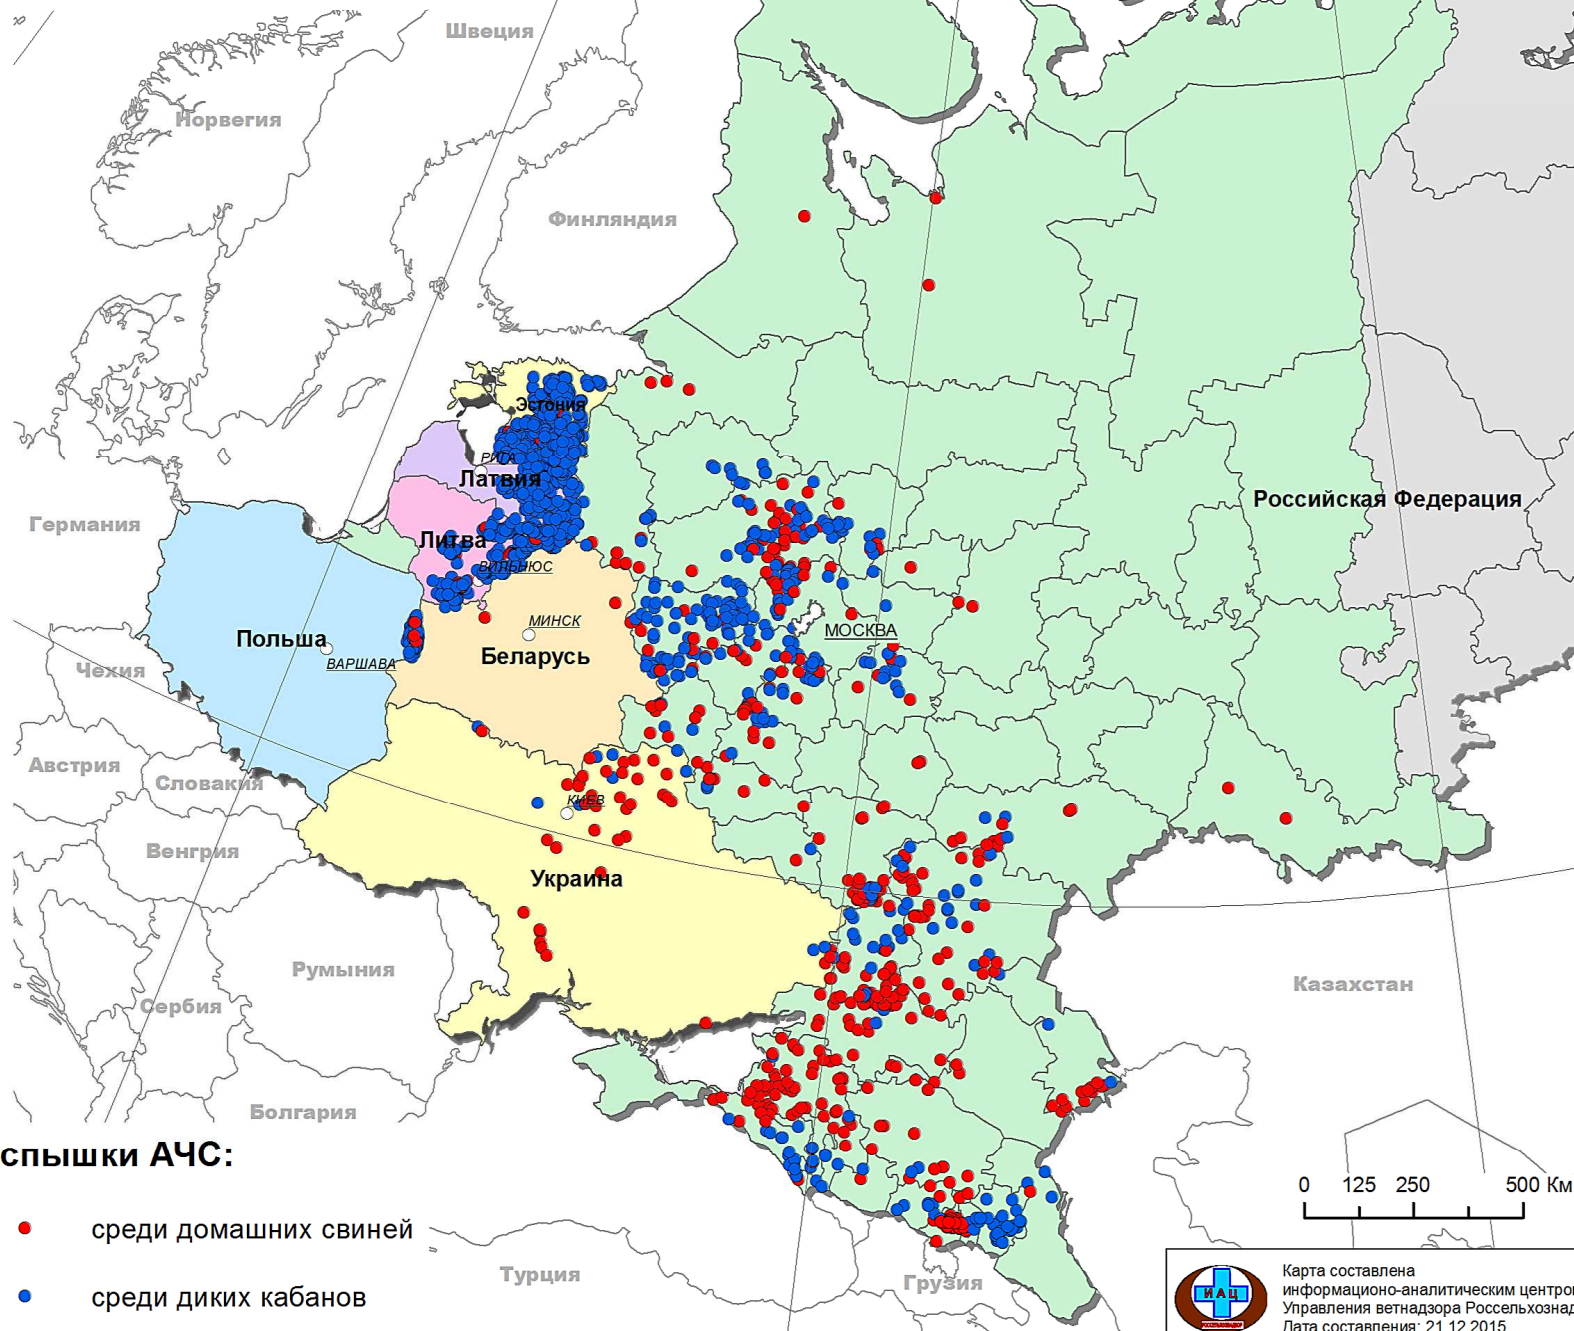 Швеция
Норвегия
Финляндия
Эстония
РИГА
Латвия
Российская Федерация
Германия
Литва
ВИЛЬНЮС
МИНСК
МОСКВА
Польша
ВАРШАВА
Беларусь
Чехия
Австрия
Словакия
КИЕВ
Венгрия
Украина
Румыния
Казахстан
Сербия
Болгария
спышки АЧС:
среди домашних свиней
среди диких кабанов
Турция
Грузия
0 125 250 500 Км
ИАЦ
Карта составлена
информационо-аналитическим центро
Управления ветнадзора Россельхознад
Дата составления: 21.12.2015